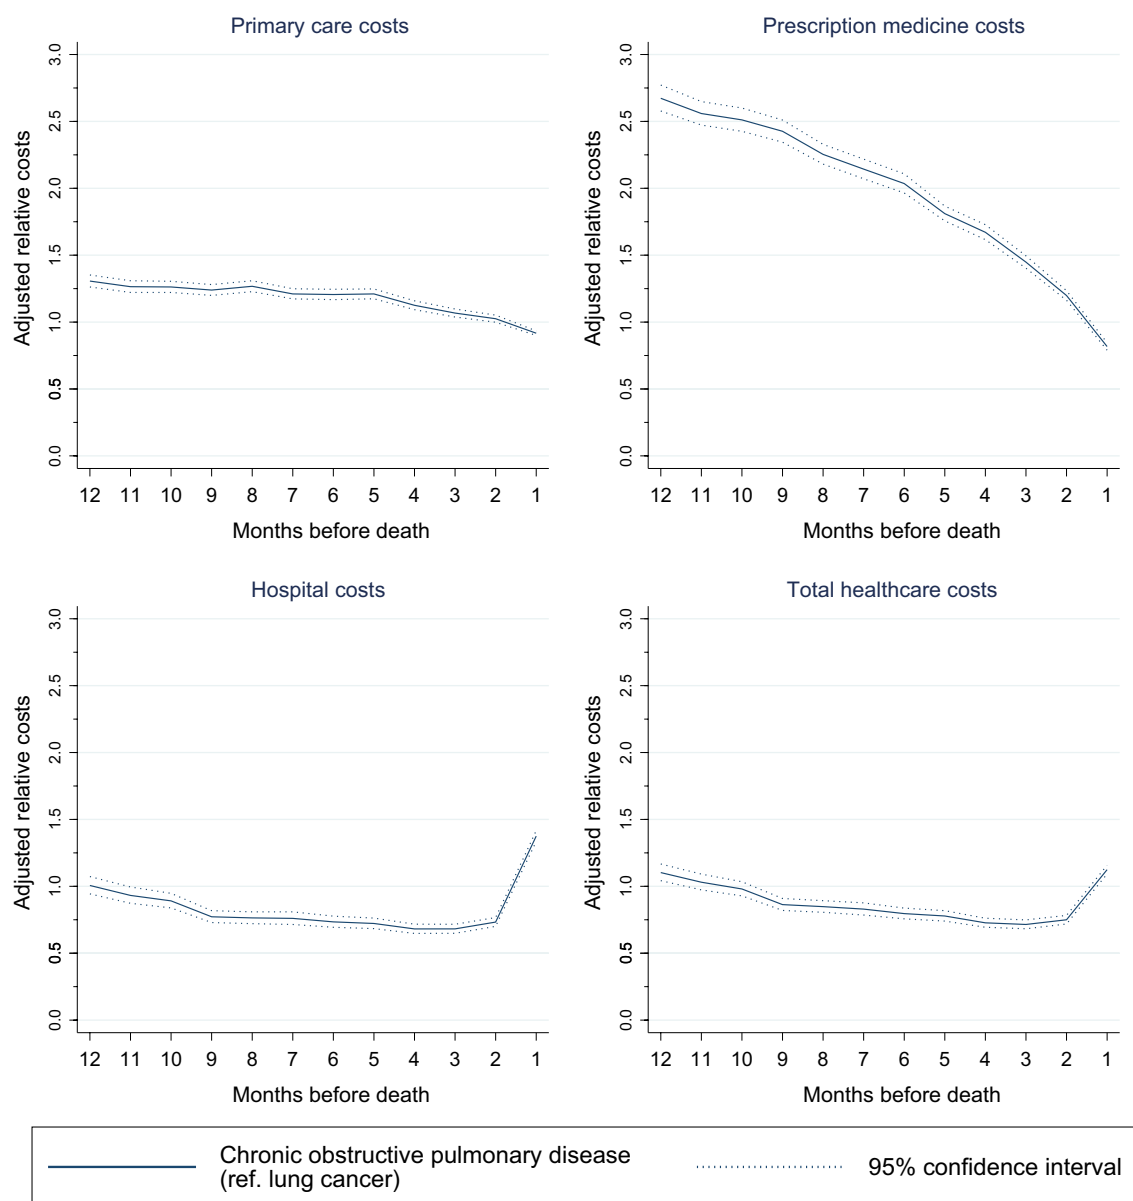 Primary care costs
Adjusted relative costs
3.0
2.5
2.0
1.5
1.0
0.5
0.0
12 11 10 9 8 7 6 5 4 3 2 1
Months before death
Prescription medicine costs
Adjusted relative costs
3.0
2.5
2.0
1.5
1.0
0.5
0.0
12 11 10 9 8 7 6 5 4 3 2 1
Months before death
Hospital costs
Adjusted relative costs
3.0
2.5
2.0
1.5
1.0
0.5
0.0
12 11 10 9 8 7 6 5 4 3 2 1
Months before death
Total healthcare costs
Adjusted relative costs
3.0
2.5
2.0
1.5
1.0
0.5
0.0
12 11 10 9 8 7 6 5 4 3 2 1
Months before death
Chronic obstructive pulmonary disease
(ref. lung cancer)
95% confidence interval